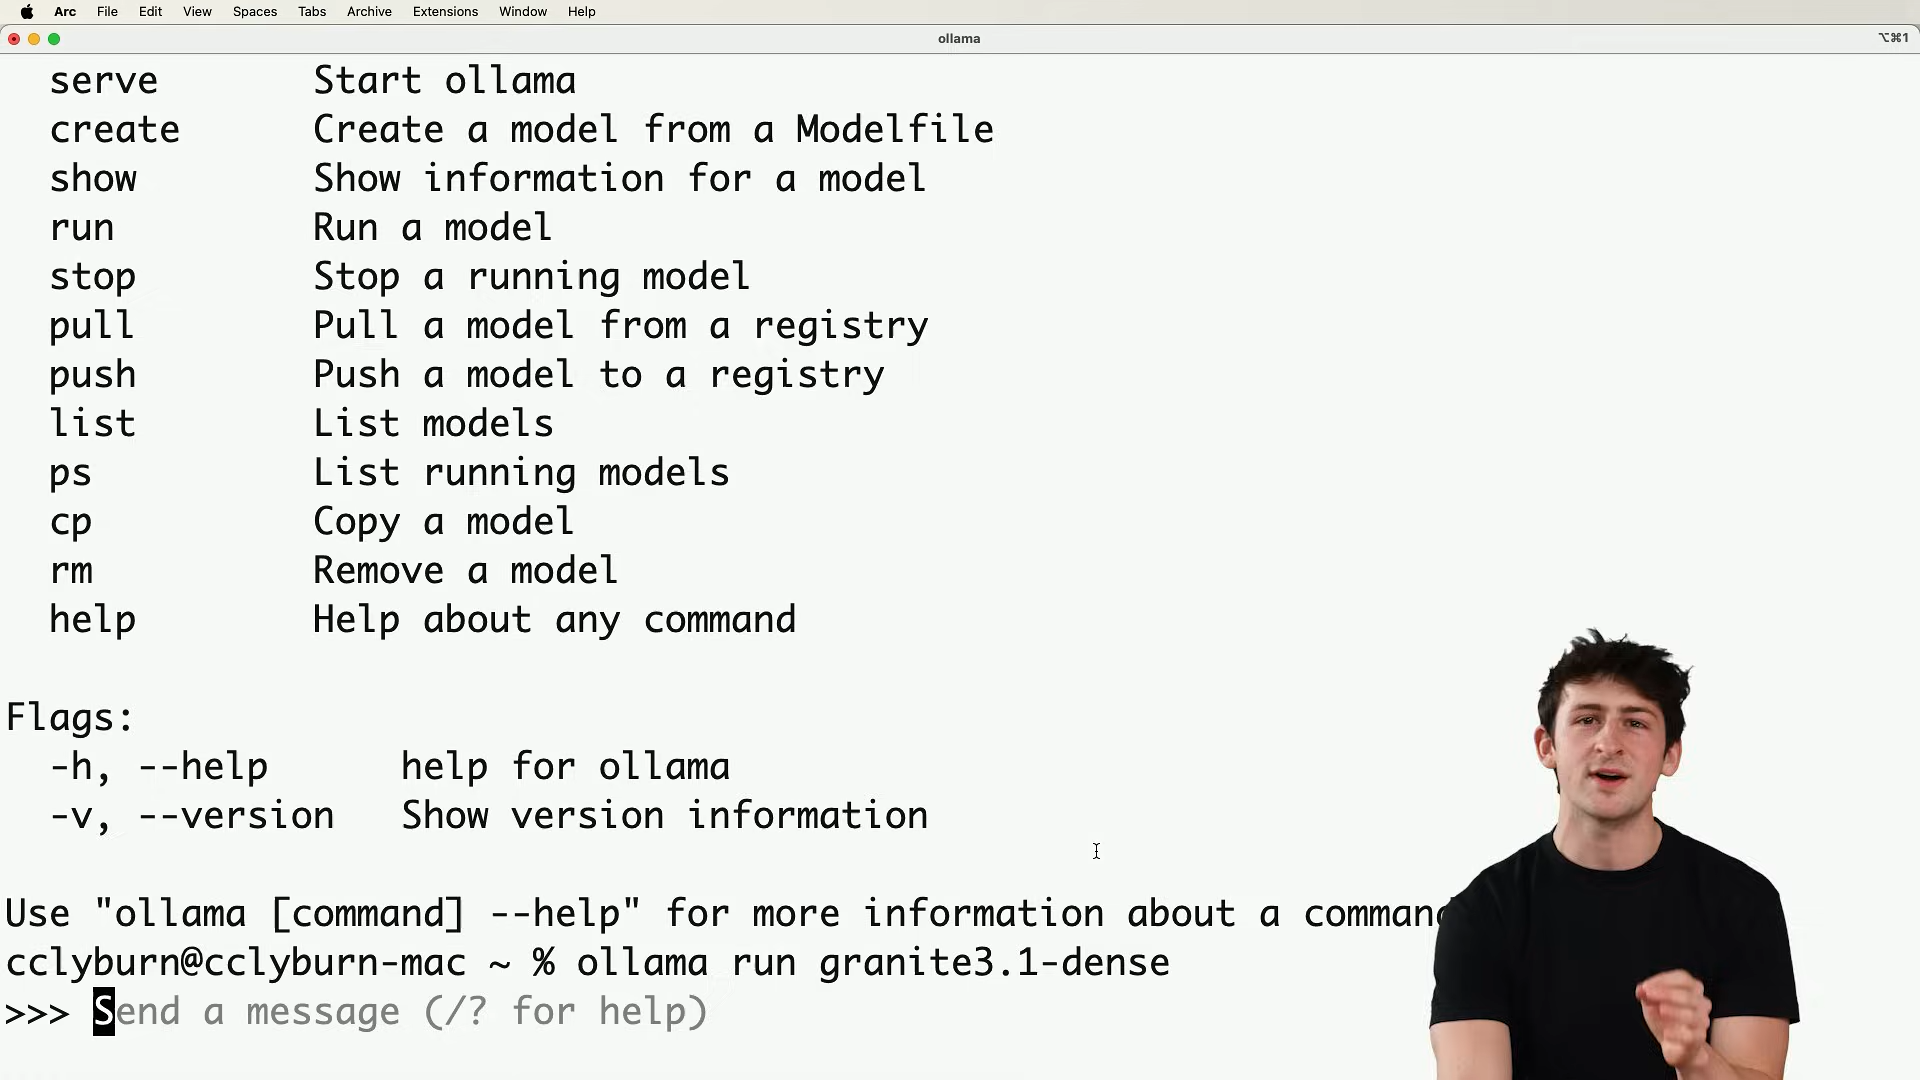 Arc File Edit View Spaces Tabs Archive Extensions Window Help
ollama ⌥⌘1
serve Start ollama
create Create a model from a Modelfile
show Show information for a model
run Run a model
stop Stop a running model
pull Pull a model from a registry
push Push a model to a registry
list List models
ps List running models
cp Copy a model
rm Remove a model
help Help about any command
Flags:
-h, --help help for ollama
-v, --version Show version information
Use "ollama [command] --help" for more information about a command
cclyburn@cclyburn-mac ~ % ollama run granite3.1-dense
>>> Send a message (/? for help)